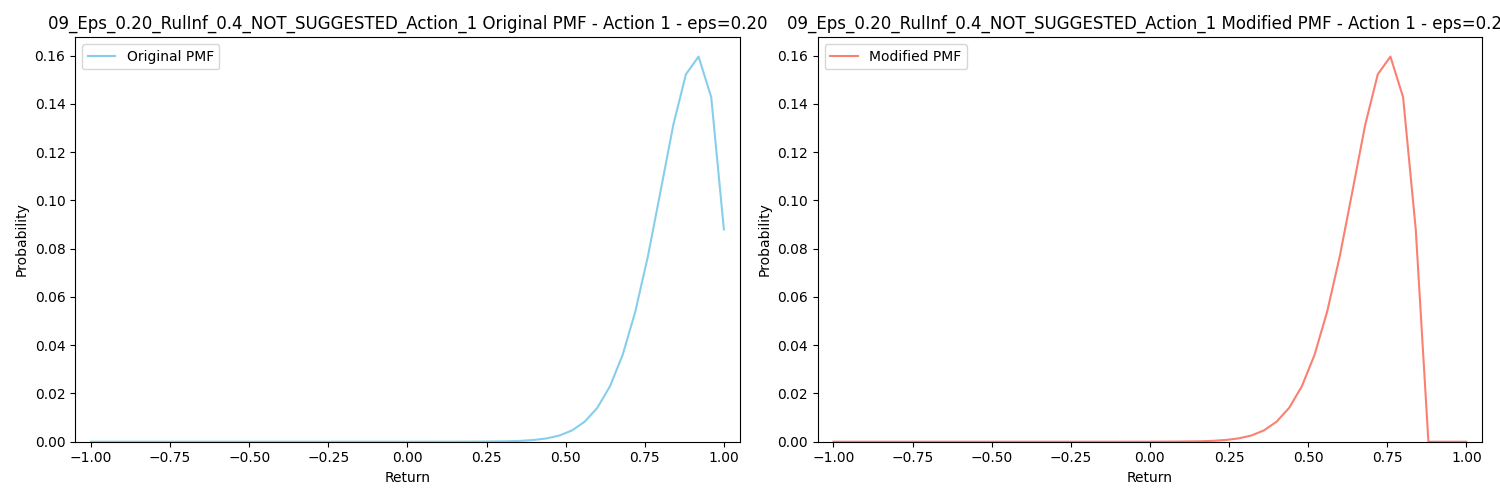 09_Eps_0.20_RulInf_0.4_NOT_SUGGESTED_Action_1 Original PMF - Action 1 - eps=0.20
Original PMF
0.16
0.14
0.12
0.10
0.08
0.06
0.04
0.02
0.00
Probability
−1.00 −0.75 −0.50 −0.25 0.00 0.25 0.50 0.75 1.00
Return
09_Eps_0.20_RulInf_0.4_NOT_SUGGESTED_Action_1 Modified PMF - Action 1 - eps=0.2
Modified PMF
0.16
0.14
0.12
0.10
0.08
0.06
0.04
0.02
0.00
Probability
−1.00 −0.75 −0.50 −0.25 0.00 0.25 0.50 0.75 1.00
Return